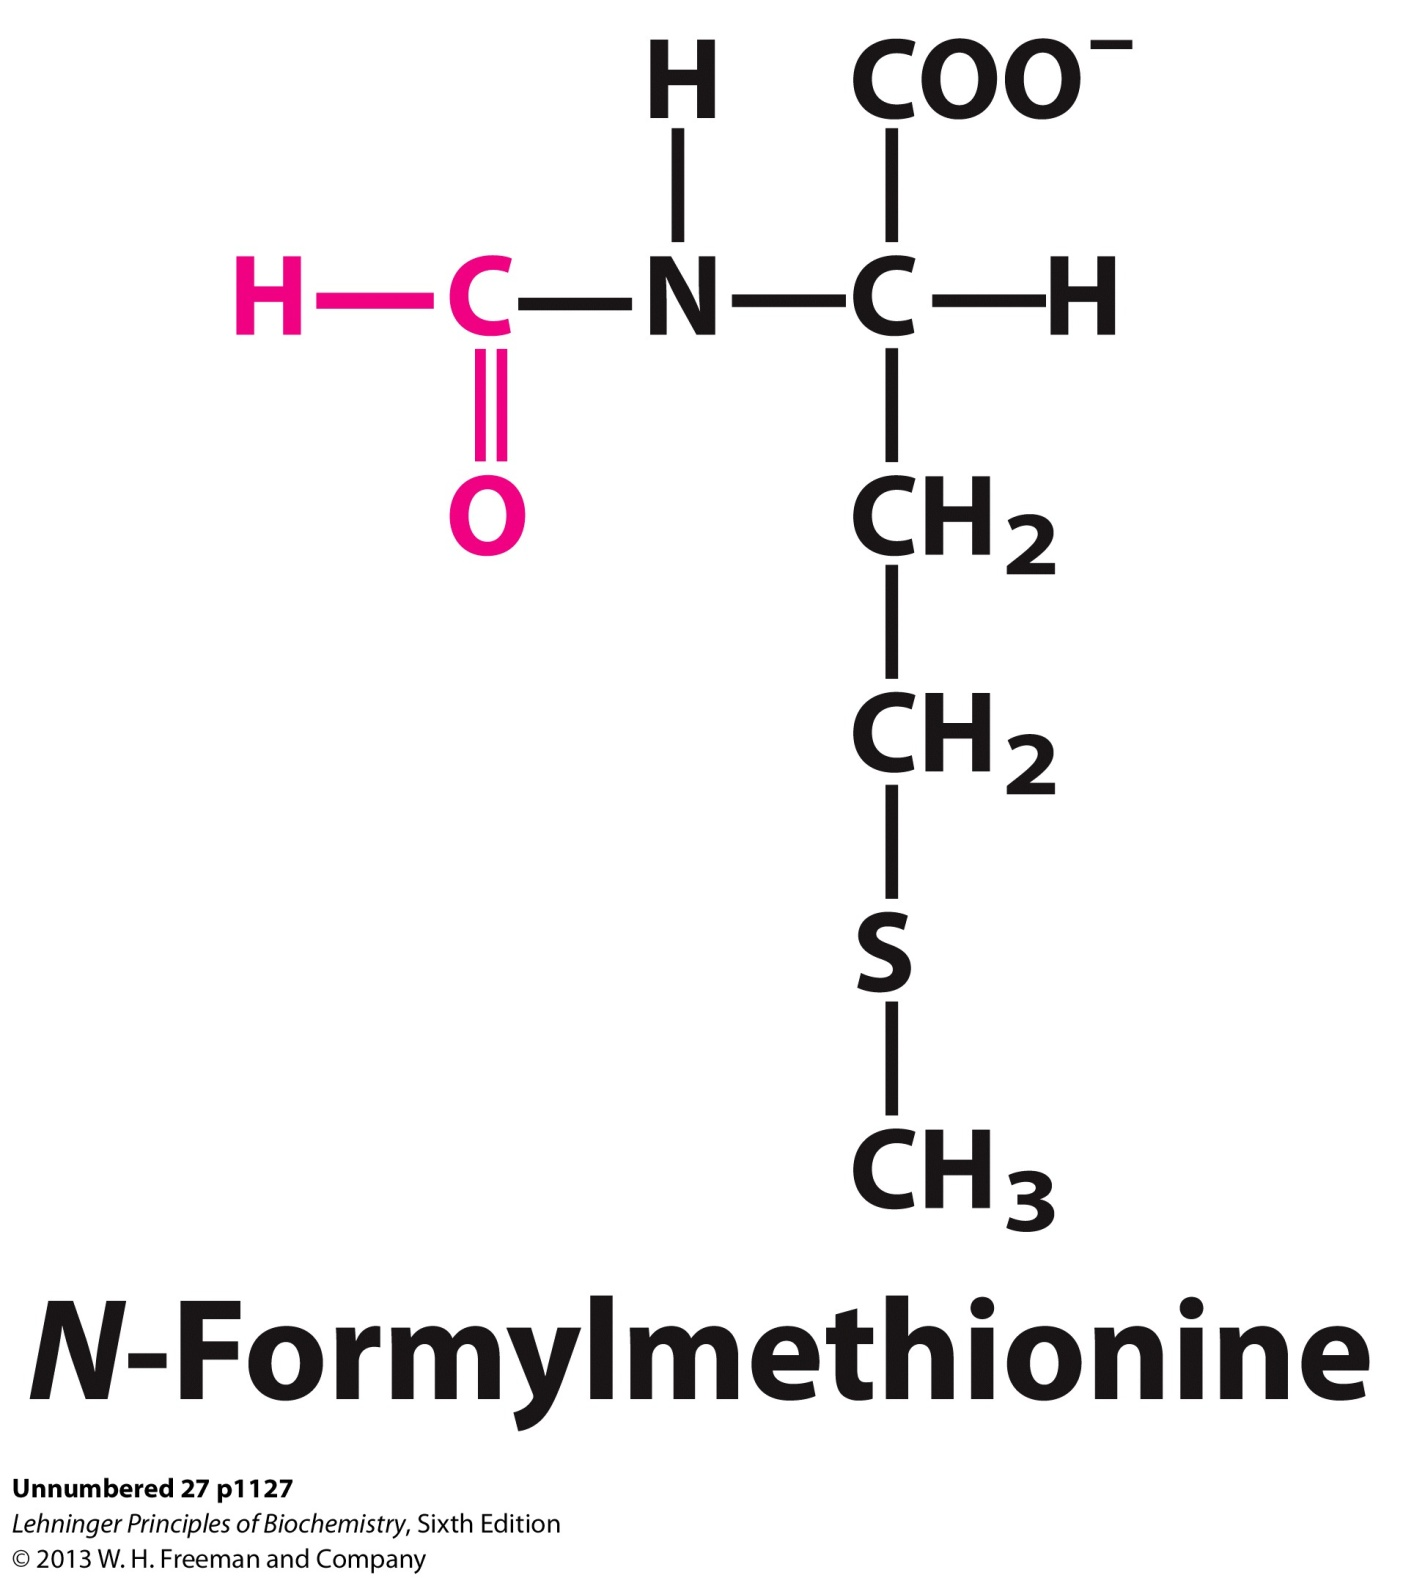 H COO⁻
H C N C H
O CH₂
CH₂
S
CH₃
N-Formylmethionine
Unnumbered 27 p1127
Lehninger Principles of Biochemistry, Sixth Edition
© 2013 W. H. Freeman and Company